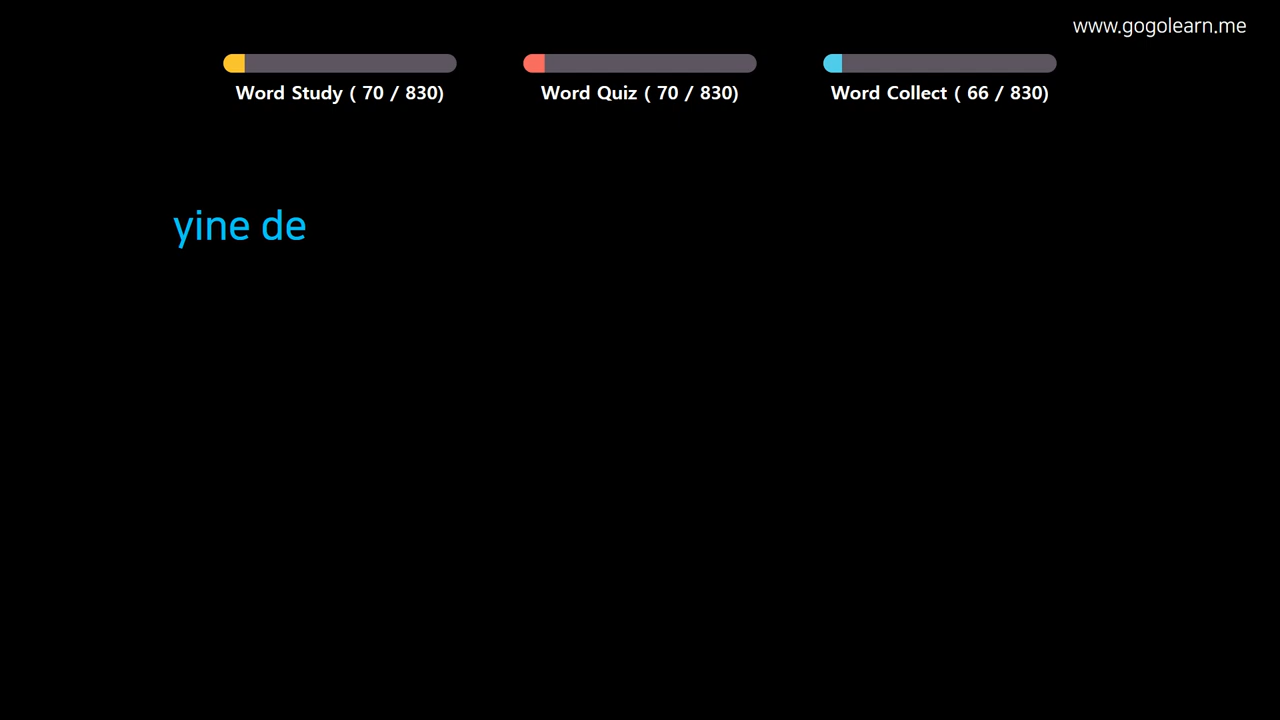 www.gogolearn.me
Word Study ( 70 / 830)
Word Quiz ( 70 / 830)
Word Collect ( 66 / 830)
yine de